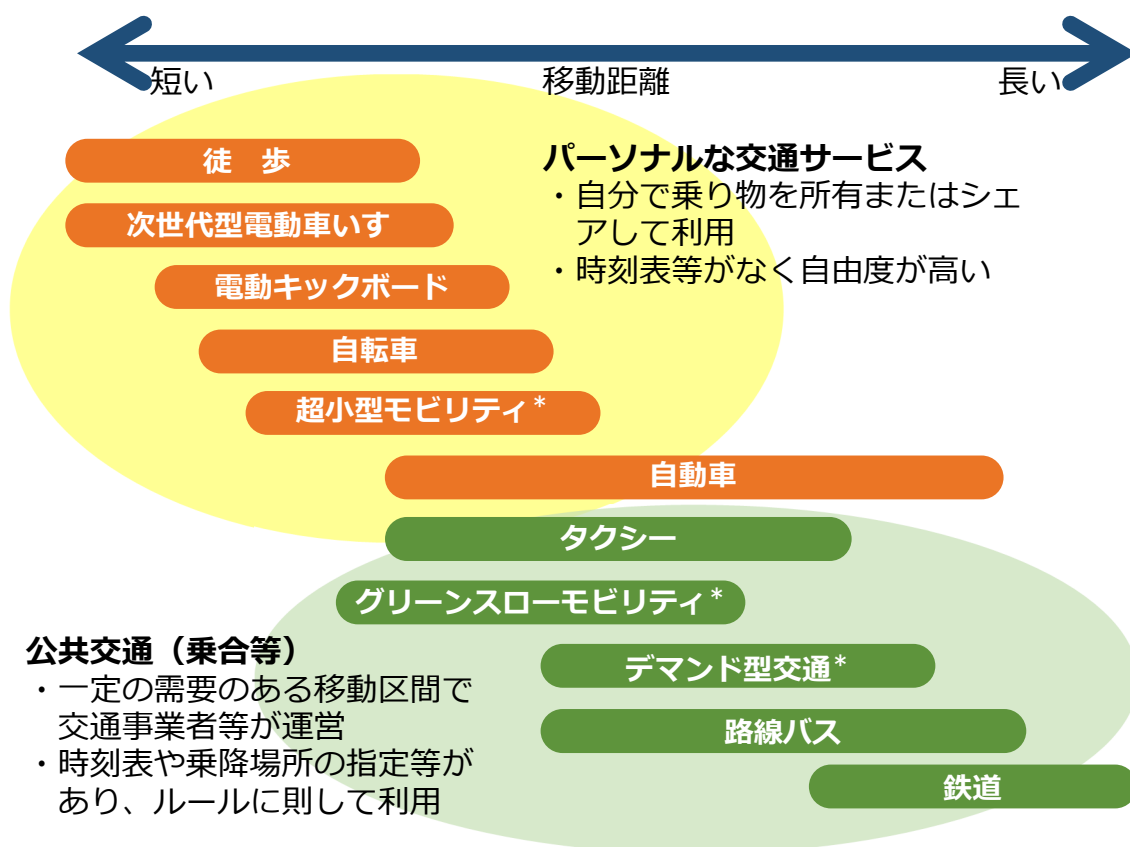 短い 移動距離 長い
徒　歩
次世代型電動車いす
電動キックボード
自転車
超小型モビリティ*
自動車
パーソナルな交通サービス
・自分で乗り物を所有またはシェ
アして利用
・時刻表等がなく自由度が高い
タクシー
グリーンスローモビリティ*
デマンド型交通*
路線バス
鉄道
公共交通（乗合等）
・一定の需要のある移動区間で
交通事業者等が運営
・時刻表や乗降場所の指定等が
あり、ルールに則して利用